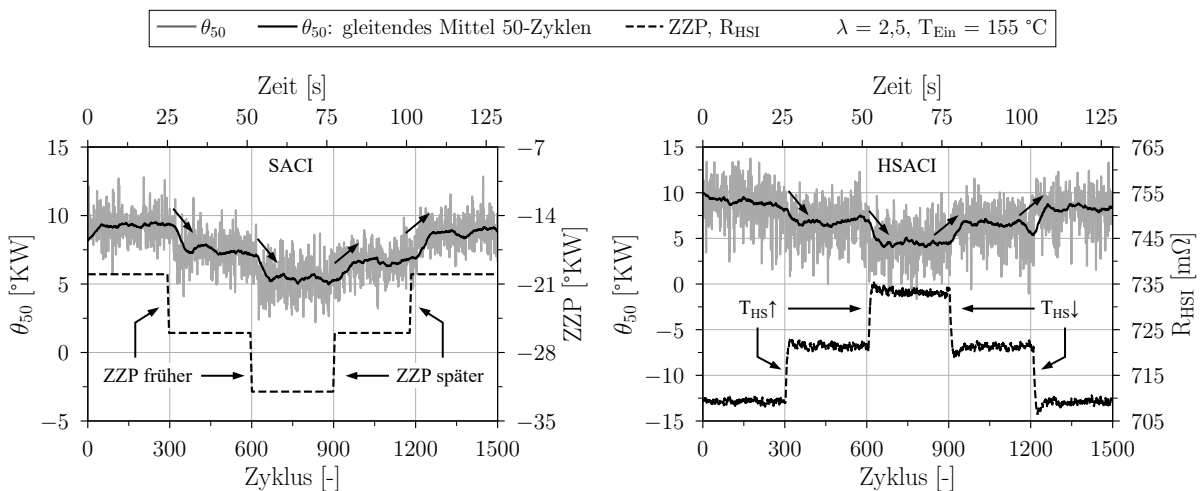 θ50 θ50: gleitendes Mittel 50-Zyklen ZZP, RHSI λ = 2,5, TEin = 155 °C
Zeit [s]
0 25 50 75 100 125
15 10 5 0 −5
θ50 [°KW]
−7 −14 −21 −28 −35
ZZP [°KW]
SACI
ZZP früher
ZZP später
0 300 600 900 1200 1500
Zyklus [-]
Zeit [s]
0 25 50 75 100 125
15 10 5 0 −5 −10 −15
θ50 [°KW]
765 755 745 735 723 715 705
RHSI [mΩ]
HSACI
THS↑
THS↓
0 300 600 900 1200 1500
Zyklus [-]